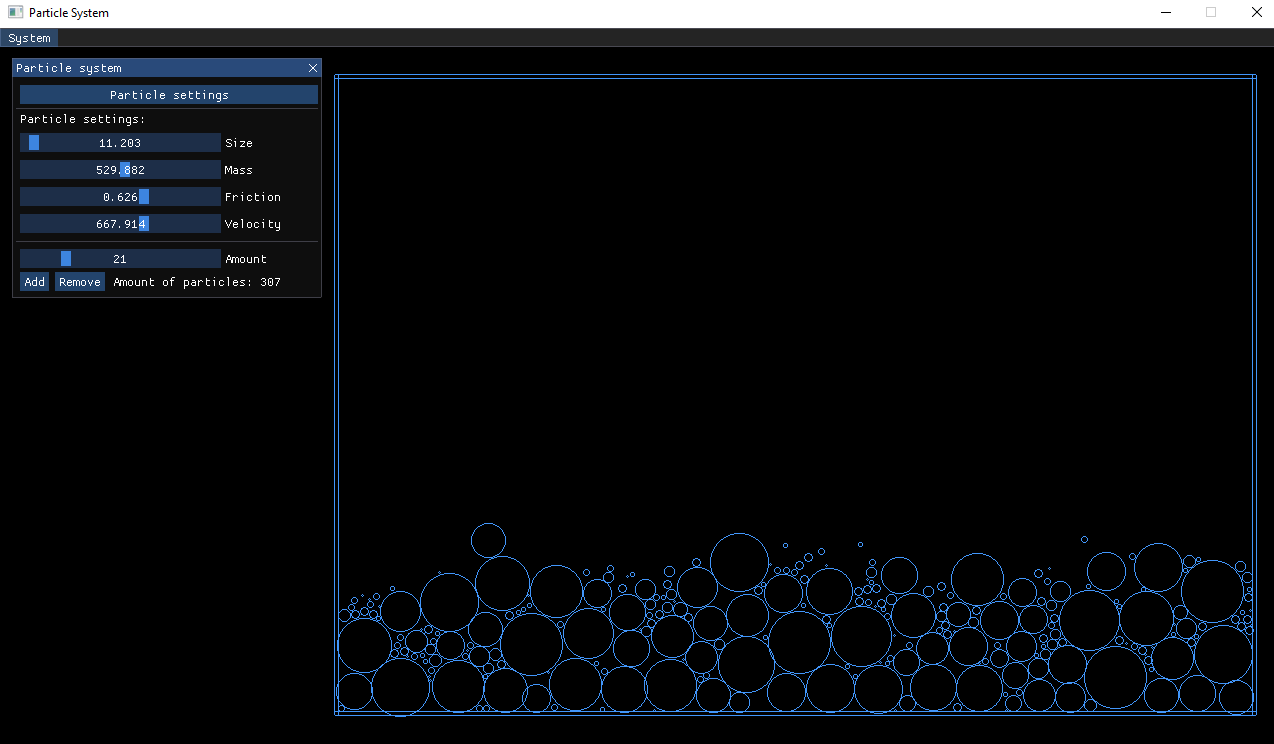 Particle System
System
Particle system
Particle settings
Particle settings:
11.203 Size
529.882 Mass
0.626 Friction
667.914 Velocity
21 Amount
Add Remove Amount of particles: 307